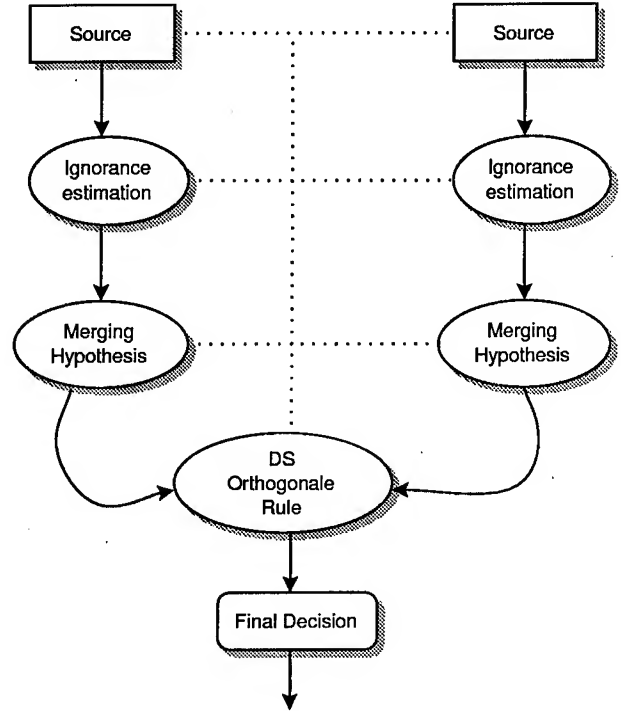 Source
Source
Ignorance
estimation
Ignorance
estimation
Merging
Hypothesis
Merging
Hypothesis
DS
Orthogonale
Rule
Final Decision